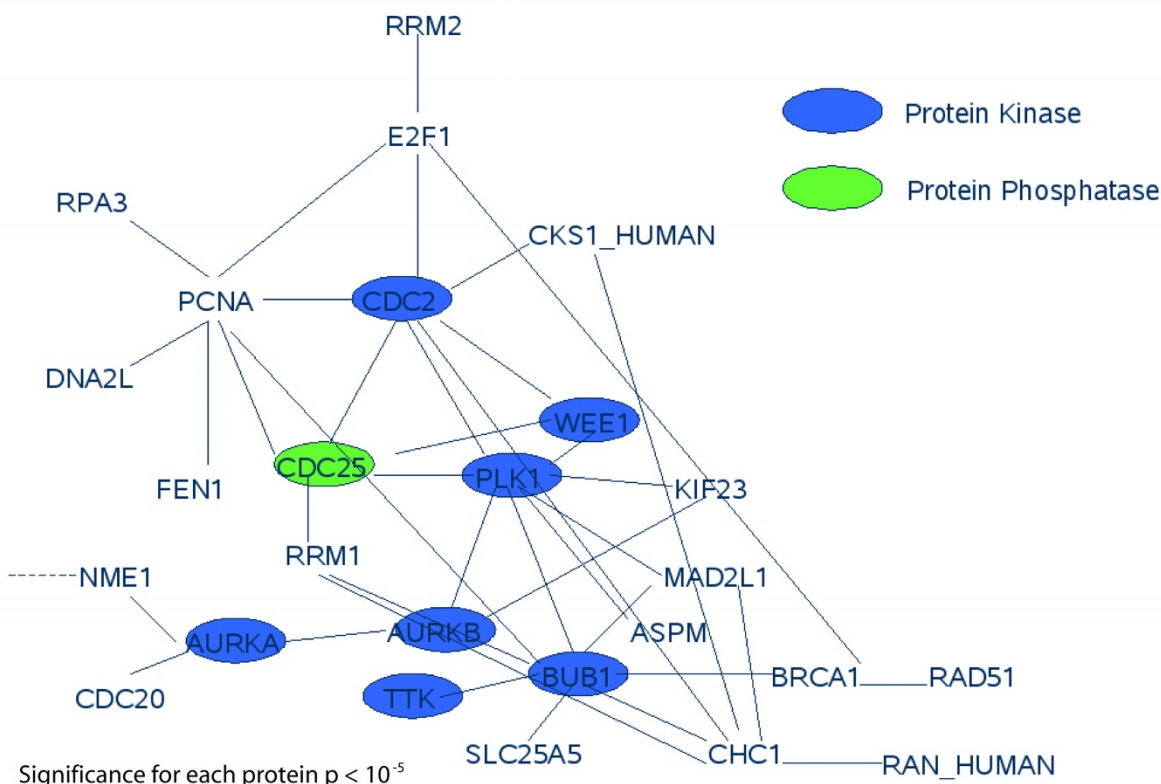 RRM2
Protein Kinase
E2F1
Protein Phosphatase
RPA3
CKS1_HUMAN
PCNA
CDC2
DNA2L
WEE1
CDC25
PLK1
FEN1
KIF23
RRM1
NME1
MAD2L1
AURKA
AURKB
ASPM
BUB1
BRCA1
RAD51
CDC20
TTK
SLC25A5
CHC1
RAN_HUMAN
Significance for each protein p < 10⁻⁵